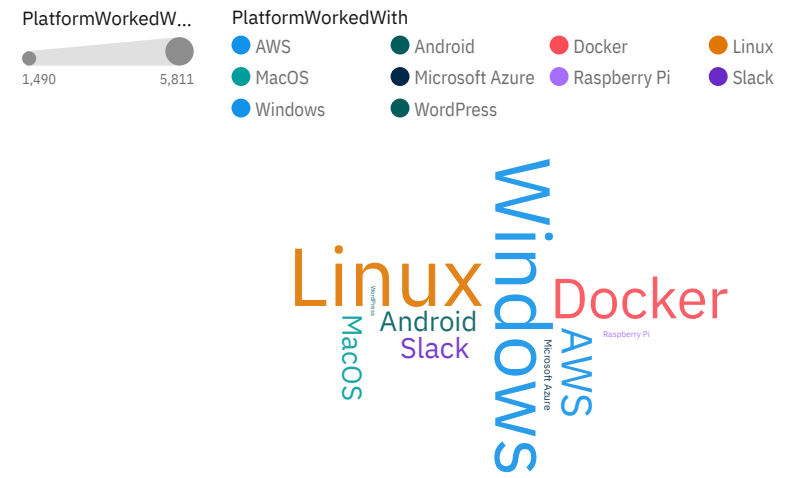 PlatformWorkedW...
1,490 5,811
PlatformWorkedWith
AWS Android Docker Linux
MacOS Microsoft Azure Raspberry Pi Slack
Windows WordPress
Windows
Linux
Docker
WordPress
Android
MacOS
Slack
Microsoft Azure
AWS
Raspberry Pi